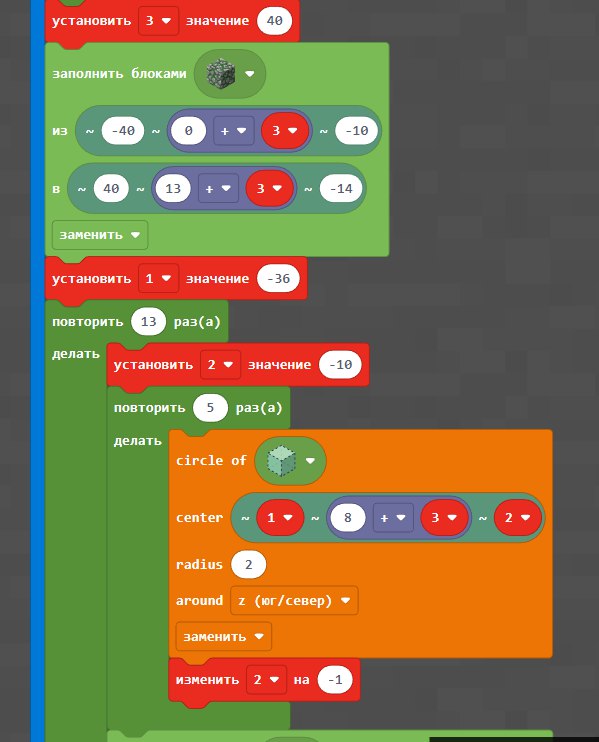 установить 3 значение 40
заполнить блоками
из ~ -40 ~ 0 + 3 ~ -10
в ~ 40 ~ 13 + 3 ~ -14
заменить
установить 1 значение -36
повторить 13 раз(а)
делать
установить 2 значение -10
повторить 5 раз(а)
делать
circle of
center ~ 1 ~ 8 + 3 ~ 2
radius 2
around z (юг/север)
заменить
изменить 2 на -1